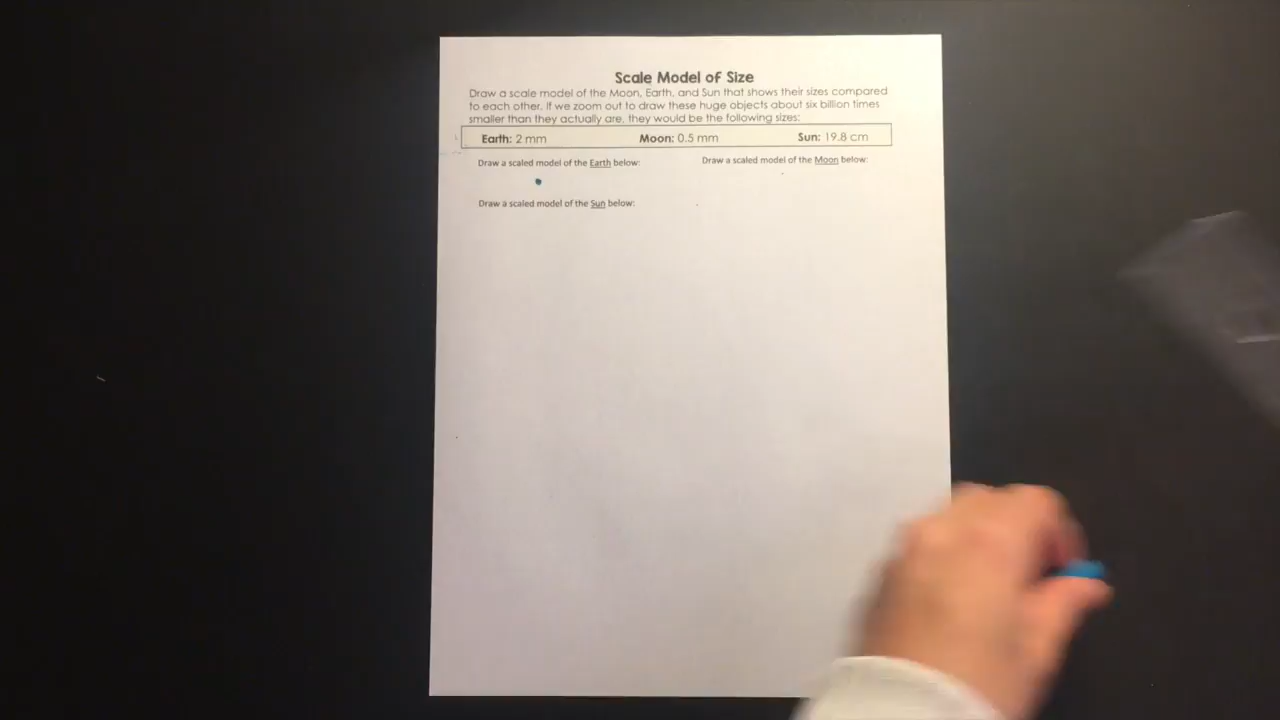 Scale Model of Size
Draw a scale model of the Moon, Earth, and Sun that shows their sizes compared
to each other. If we zoom out to draw these huge objects about six billion times
smaller than they actually are, they would be the following sizes:
Earth: 2 mm Moon: 0.5 mm Sun: 19.8 cm
Draw a scaled model of the Earth below: Draw a scaled model of the Moon below:
Draw a scaled model of the Sun below: